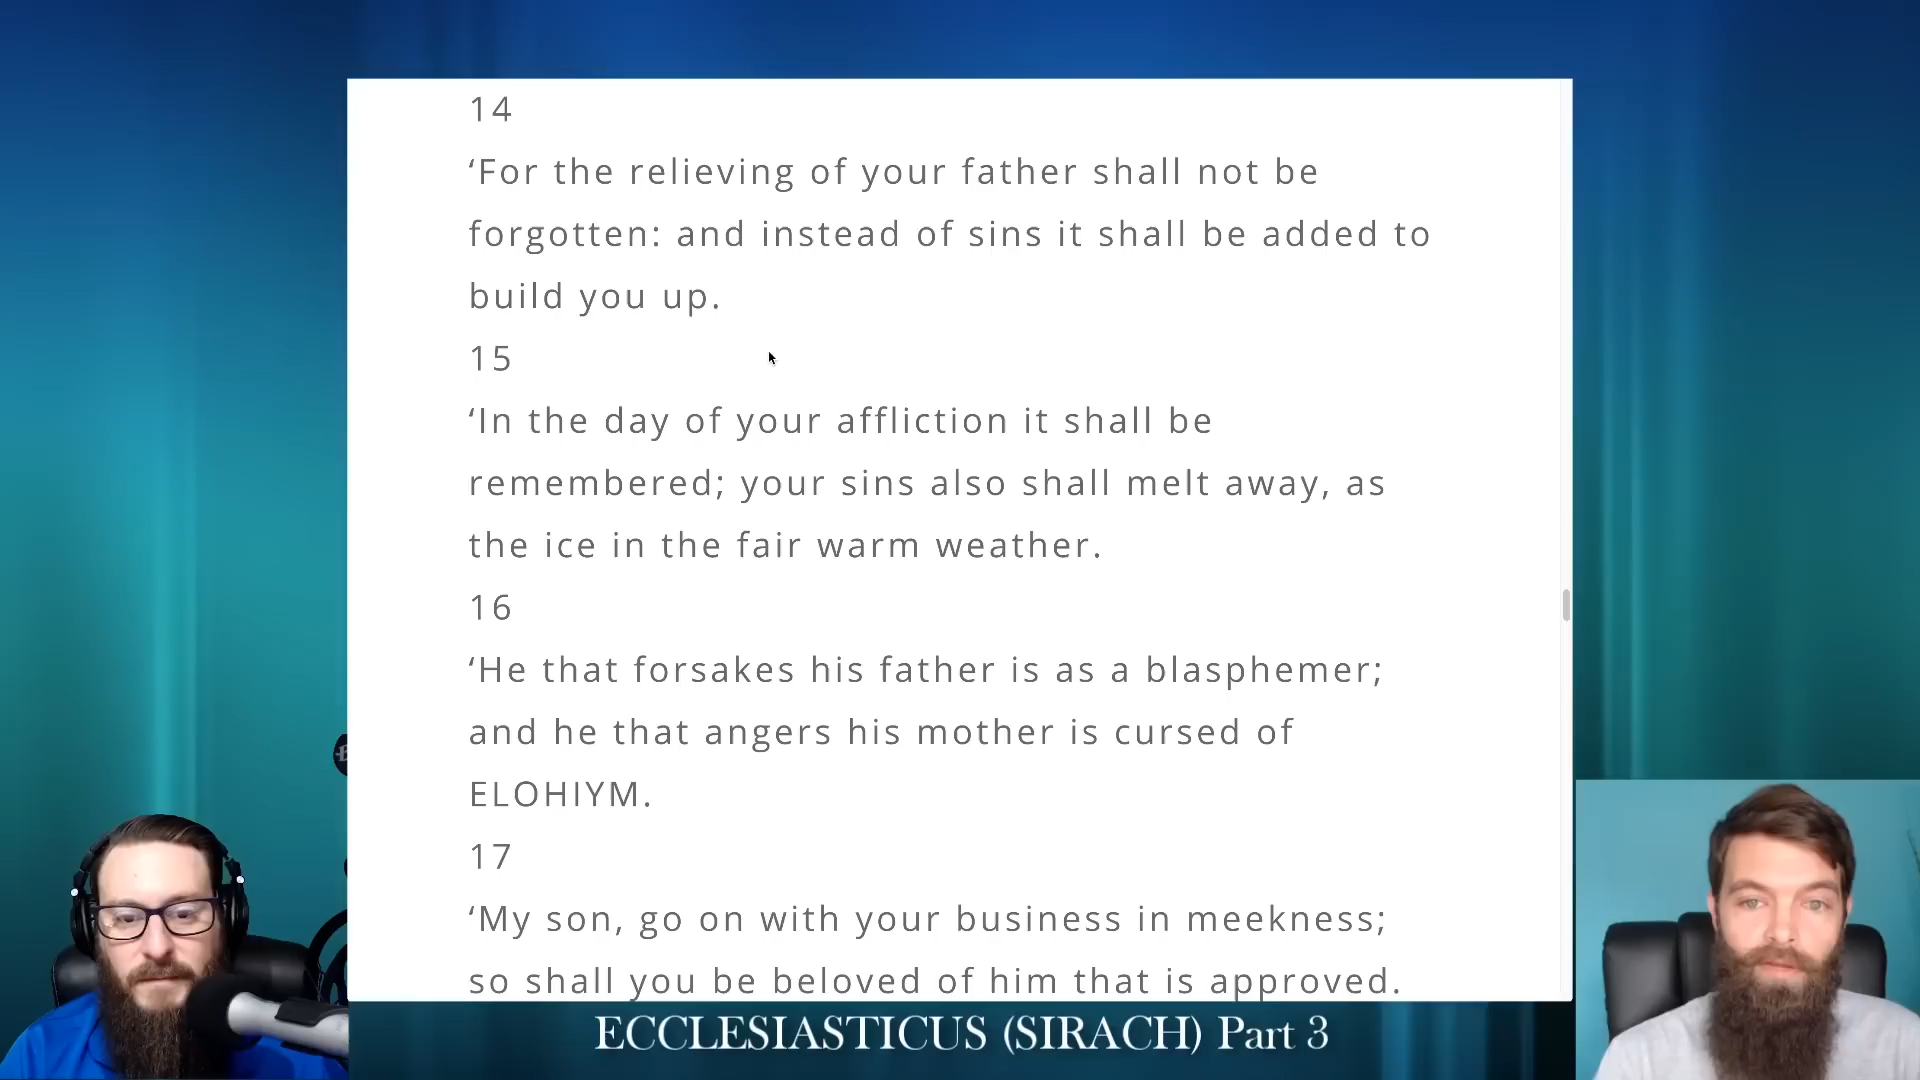 14
‘For the relieving of your father shall not be
forgotten: and instead of sins it shall be added to
build you up.
15
‘In the day of your affliction it shall be
remembered; your sins also shall melt away, as
the ice in the fair warm weather.
16
‘He that forsakes his father is as a blasphemer;
and he that angers his mother is cursed of
ELOHIYM.
17
‘My son, go on with your business in meekness;
so shall you be beloved of him that is approved.
ECCLESIASTICUS (SIRACH) Part 3